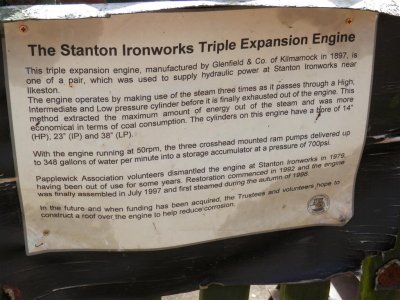 The Stanton Ironworks Triple Expansion Engine
This triple expansion engine, manufactured by Glenfield & Co. of Kilmarnock in 1897, is
one of a pair, which was used to supply hydraulic power at Stanton Ironworks near
Ilkeston.
The engine operates by making use of the steam three times as it passes through a High,
Intermediate and Low pressure cylinder before it is finally exhausted out of the engine. This
method extracted the maximum amount of energy out of the steam and was more
economical in terms of coal consumption. The cylinders on this engine have a bore of 14"
(HP), 23" (IP) and 38" (LP).
With the engine running at 50rpm, the three crosshead mounted ram pumps delivered up
to 348 gallons of water per minute into a storage accumulator at a pressure of 700psi.
Papplewick Association volunteers dismantled the engine at Stanton Ironworks in 1979,
having been out of use for some years. Restoration commenced in 1992 and the engine
was finally assembled in July 1997 and first steamed during the autumn of 1998.
In the future and when funding has been acquired, the Trustees and volunteers hope to
construct a roof over the engine to help reduce corrosion.